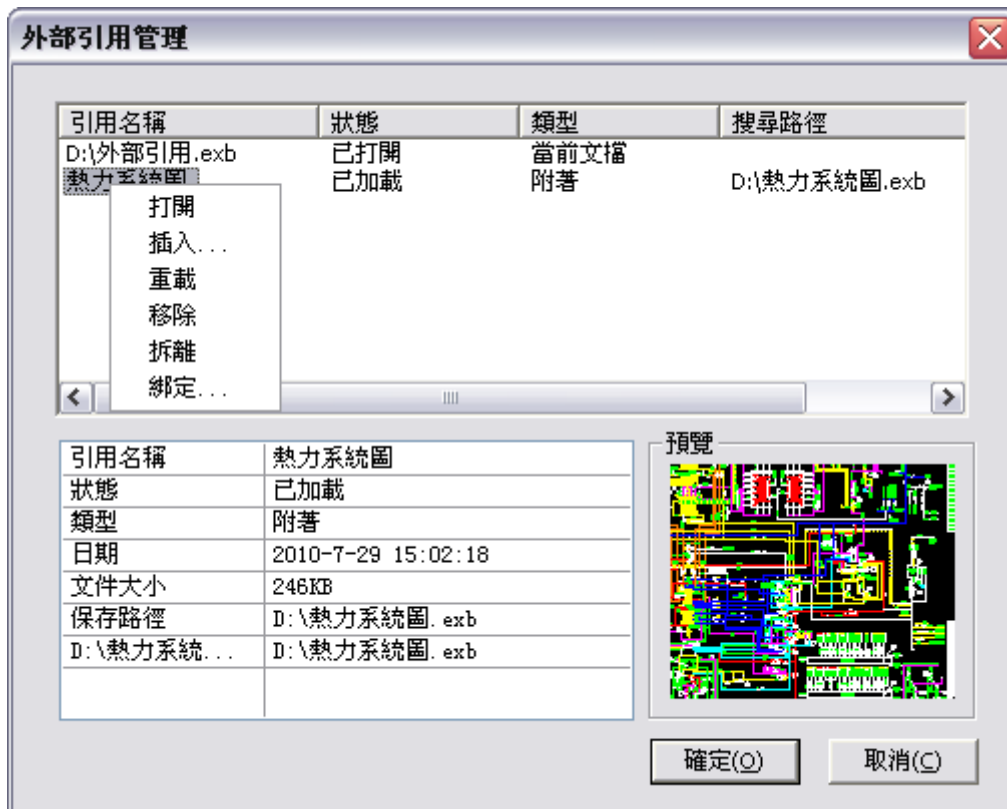 外部引用管理
引用名稱 狀態 類型 搜尋路徑
D:\外部引用.exb 已打開 當前文檔
熱力系統圖 已加載 附著 D:\熱力系統圖.exb
打開
插入...
重載
移除
拆離
綁定...
引用名稱 熱力系統圖
狀態 已加載
類型 附著
日期 2010-7-29 15:02:18
文件大小 246KB
保存路徑 D:\熱力系統圖.exb
D:\熱力系統... D:\熱力系統圖.exb
預覽
確定(O) 取消(C)